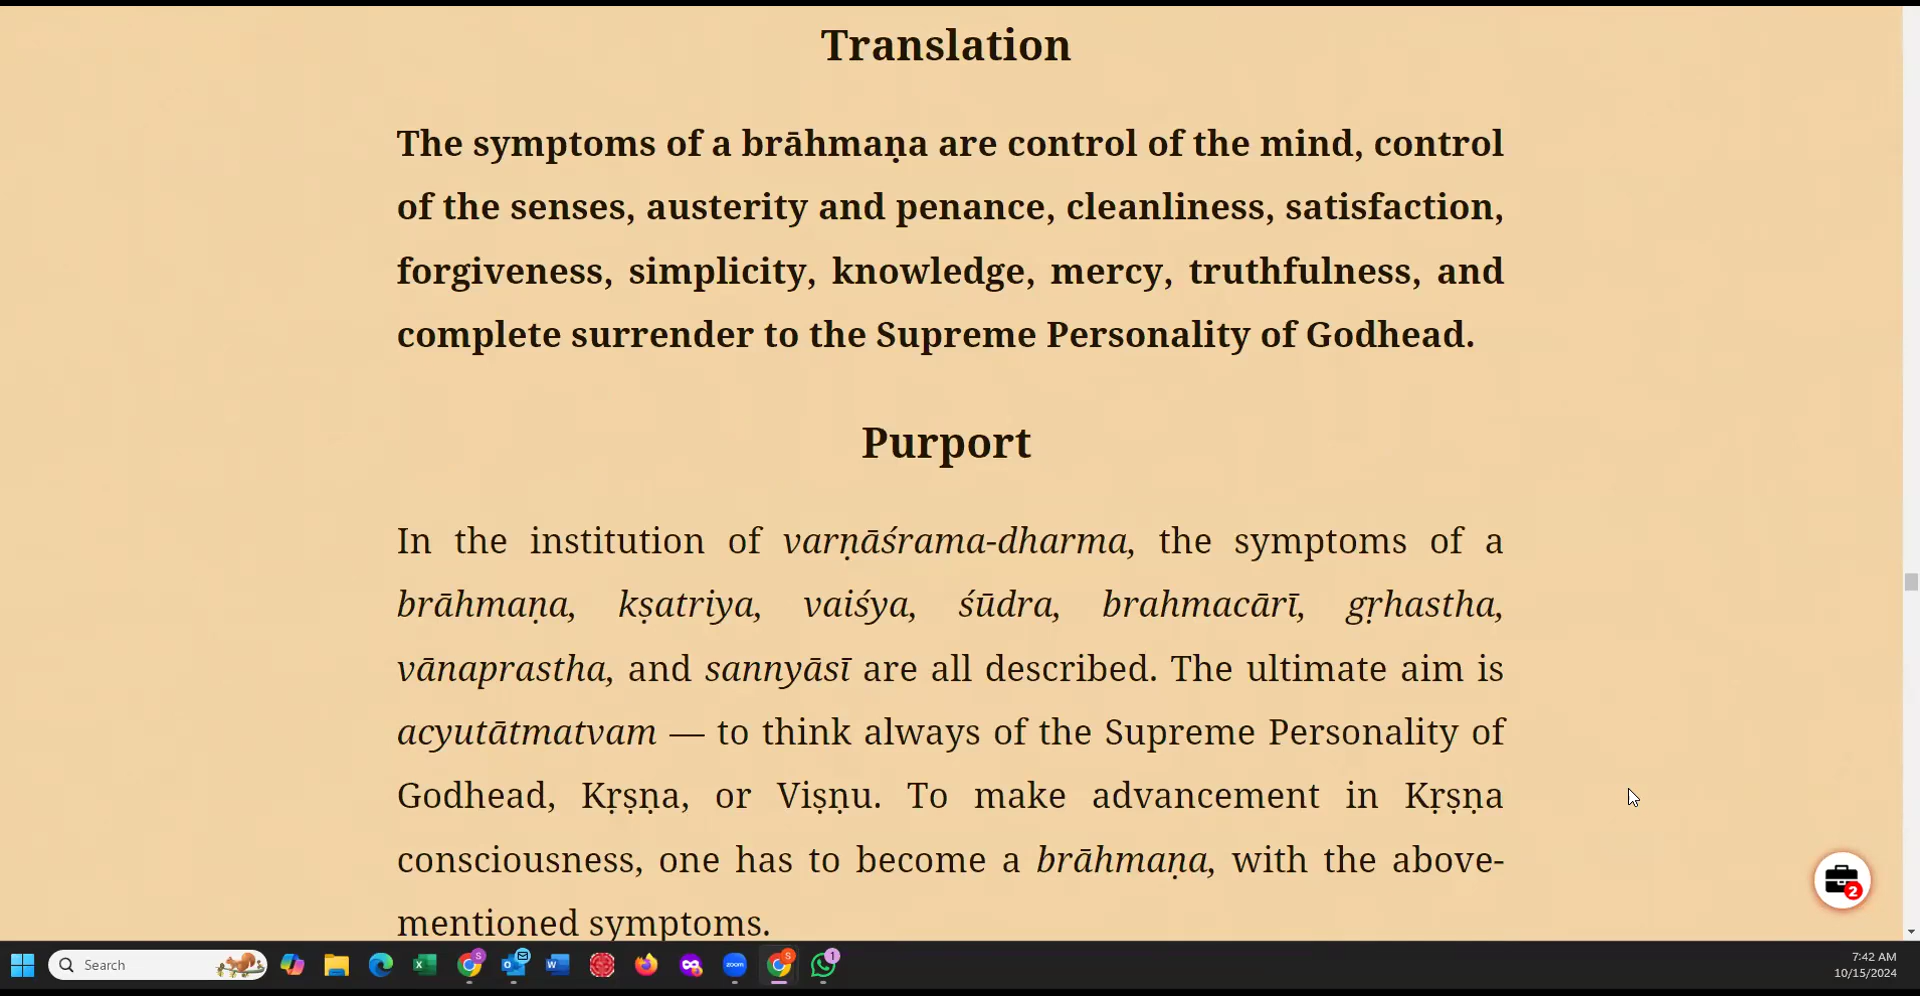 Translation
The symptoms of a brāhmaṇa are control of the mind, control
of the senses, austerity and penance, cleanliness, satisfaction,
forgiveness, simplicity, knowledge, mercy, truthfulness, and
complete surrender to the Supreme Personality of Godhead.
Purport
In the institution of varṇāśrama-dharma, the symptoms of a
brāhmaṇa, kṣatriya, vaiśya, śūdra, brahmacārī, gṛhastha,
vānaprastha, and sannyāsī are all described. The ultimate aim is
acyutātmatvam — to think always of the Supreme Personality of
Godhead, Kṛṣṇa, or Viṣṇu. To make advancement in Kṛṣṇa
consciousness, one has to become a brāhmaṇa, with the above-
mentioned symptoms.
2
Search
S
W
zoom
S
1
7:42 AM
10/15/2024